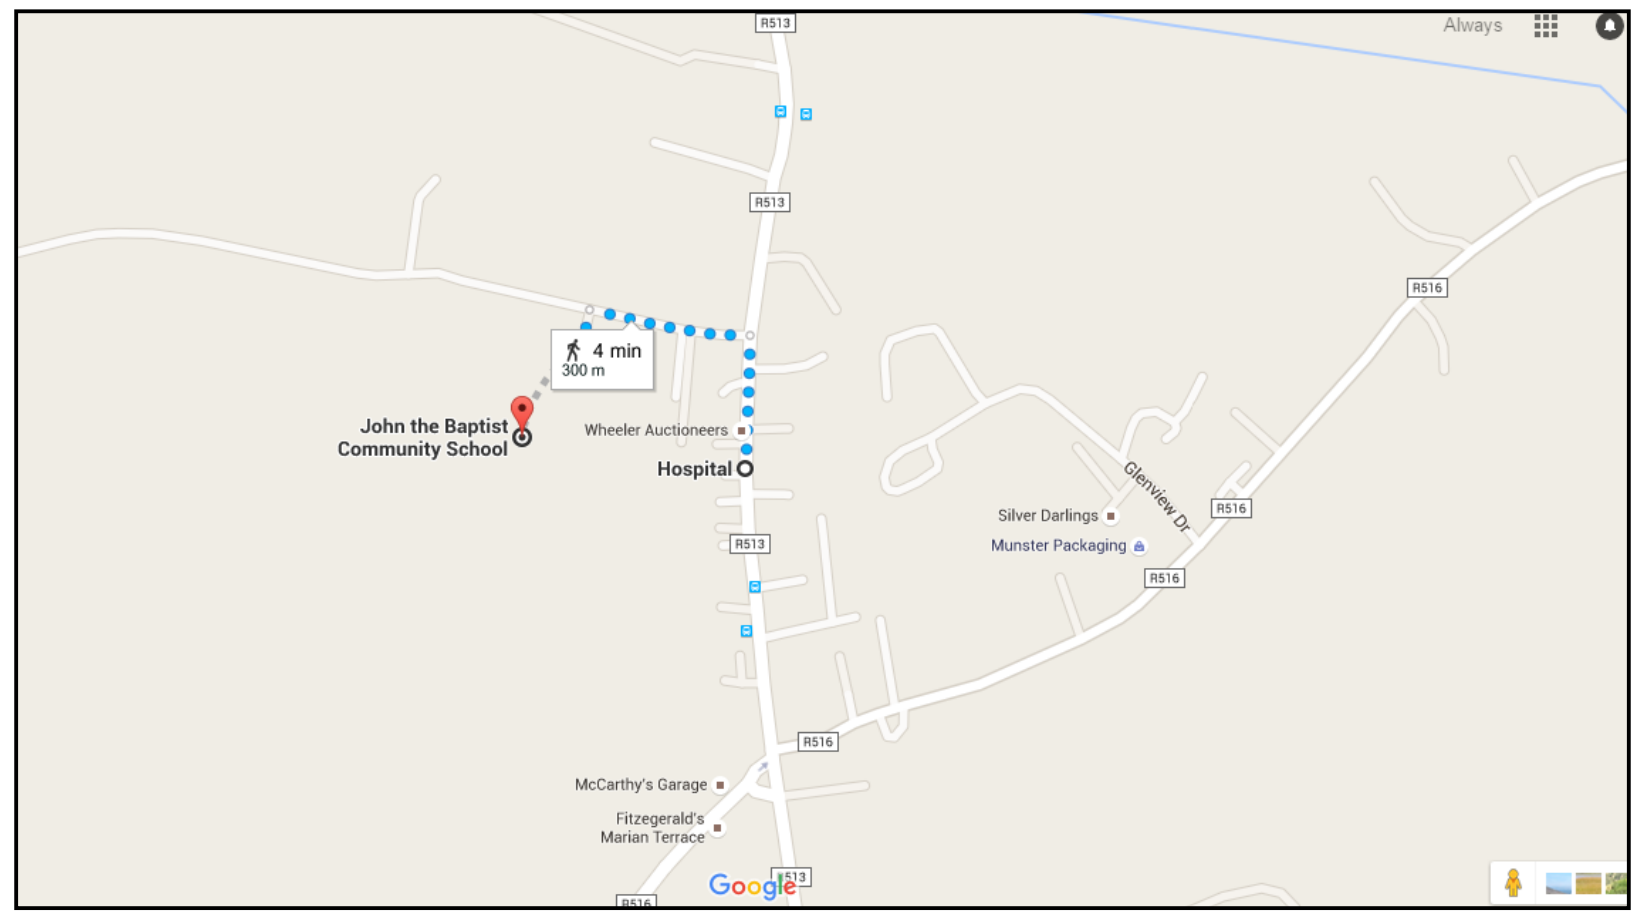 R513
Always
R513
R516
4 min
300 m
John the Baptist
Community School
Wheeler Auctioneers
Hospital
Glenview Dr
R516
Silver Darlings
Munster Packaging
R513
R516
R516
McCarthy's Garage
Fitzegerald's
Marian Terrace
Google
R513
R516